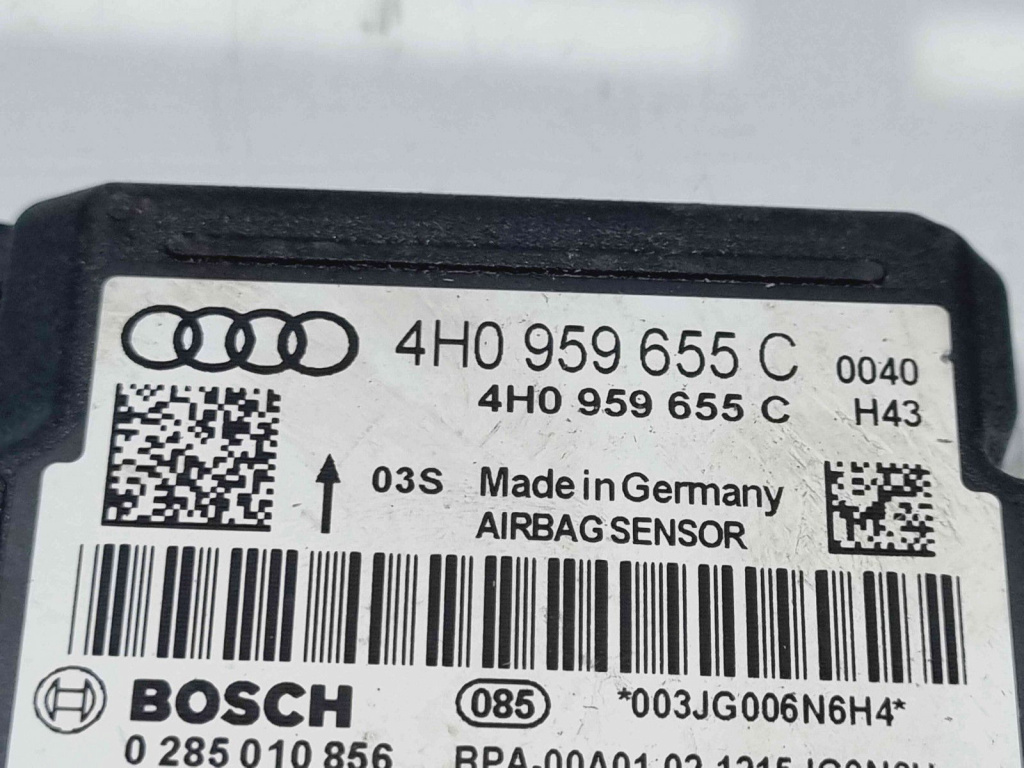 4H0 959 655 C 0040
4H0 959 655 C H43
03S Made in Germany
AIRBAG SENSOR
BOSCH 085 *003JG006N6H4*
0 285 010 856